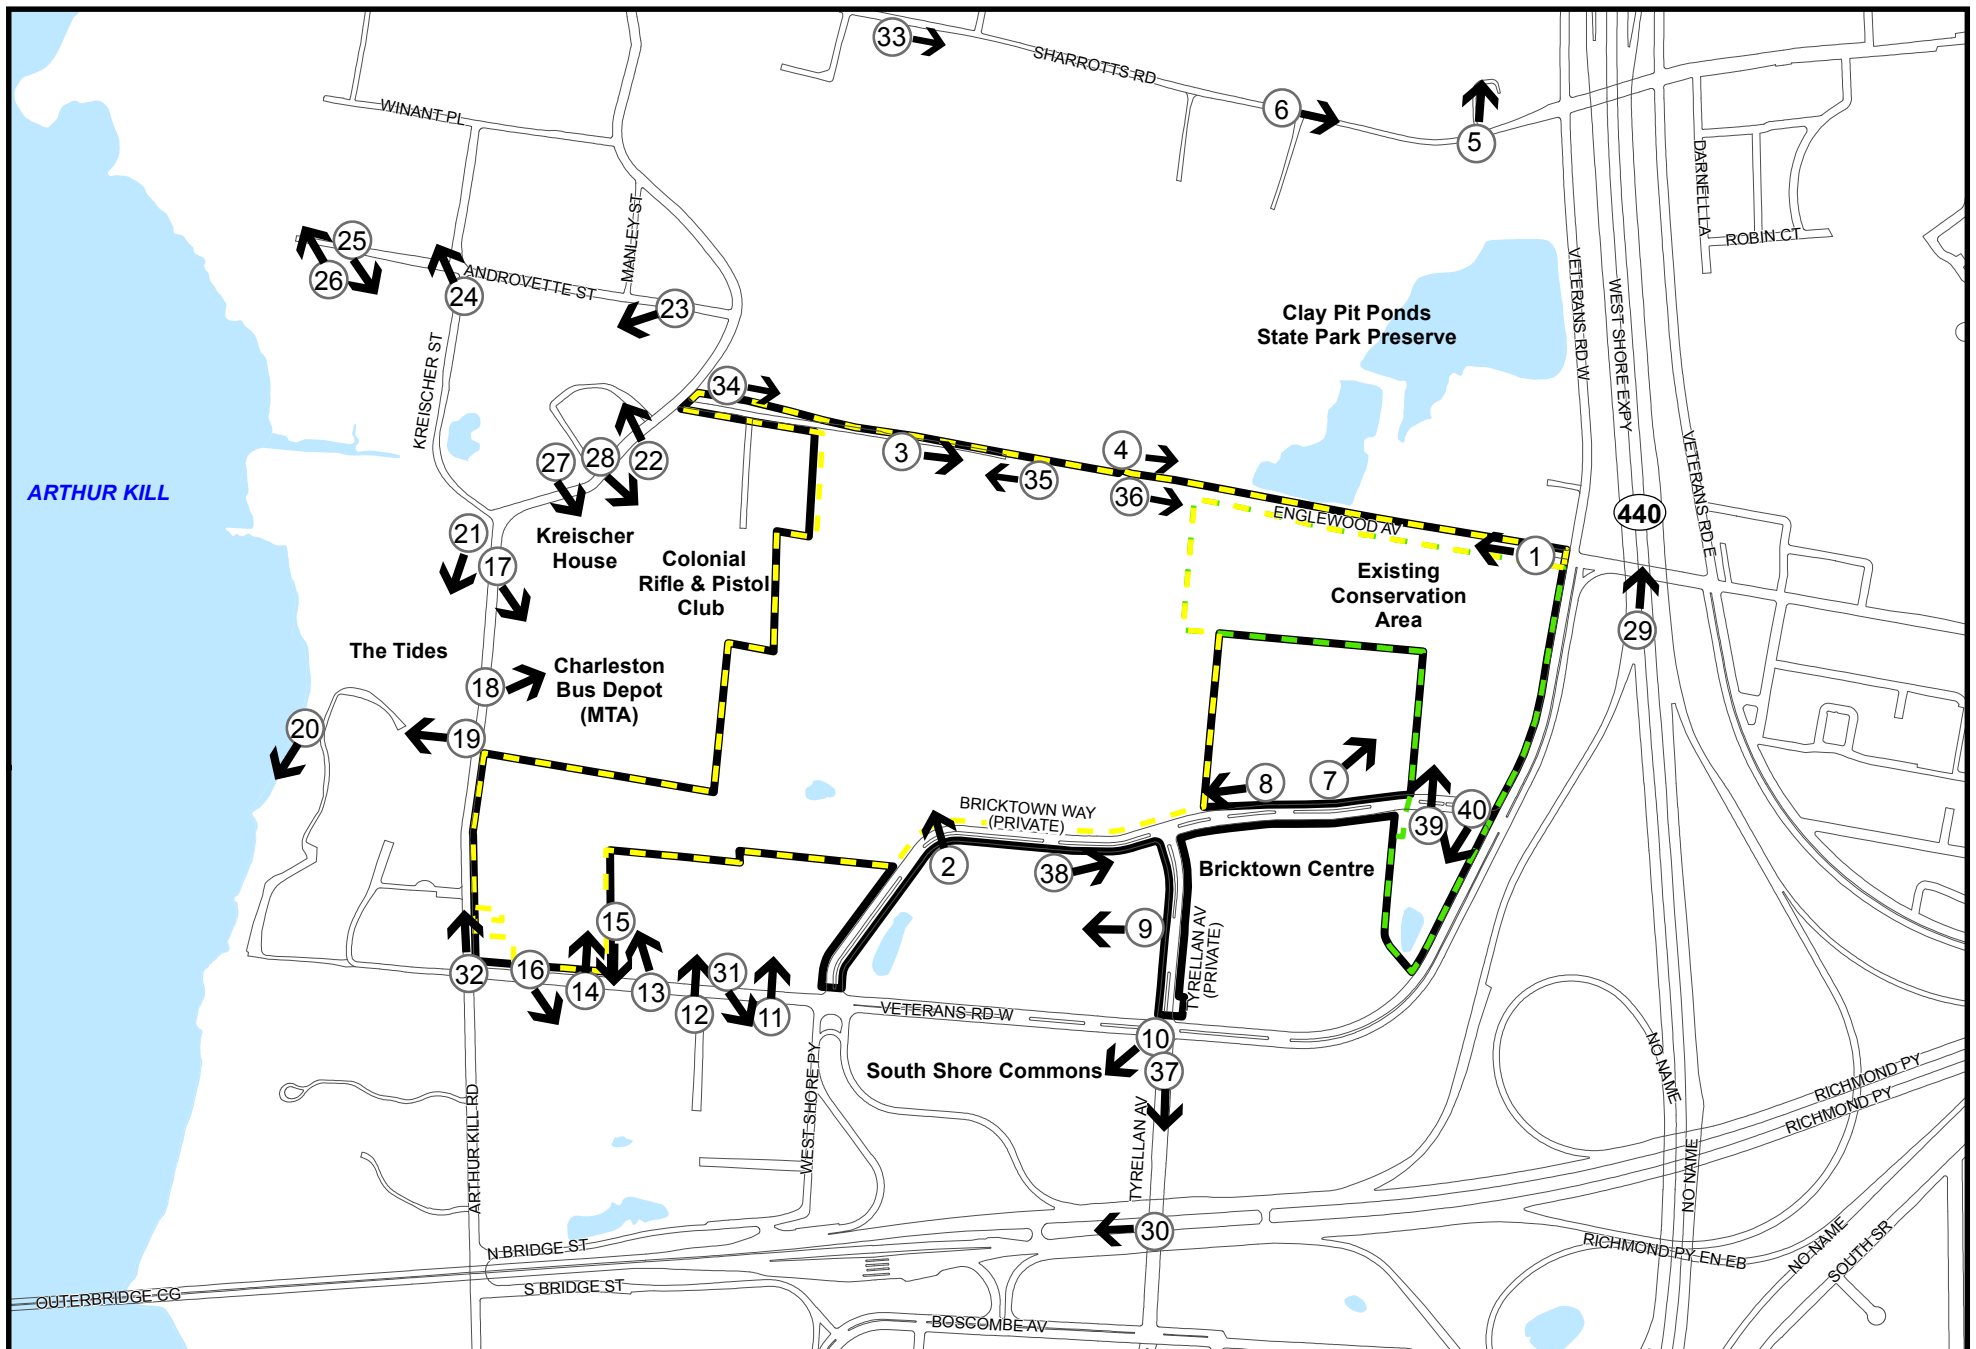 33
SHARROTTS RD
6
5
WINANT PL
DARNELL LA
ROBIN CT
MANLEY ST
25
26
24
ANDROVETTE ST
23
VETERANS RD W
WEST SHORE EXPY
Clay Pit Ponds
State Park Preserve
KREISCHER ST
34
3
4
35
36
27
28
22
VETERANS RD E
ARTHUR KILL
440
ENGLEWOOD AV
1
21
17
Kreischer
House
Colonial
Rifle & Pistol
Club
Existing
Conservation
Area
29
The Tides
18
Charleston
Bus Depot
(MTA)
20
19
7
8
BRICKTOWN WAY
(PRIVATE)
40
39
2
38
Bricktown Centre
15
9
TYRELLAN AV
(PRIVATE)
32
16
14
13
31
12
11
VETERANS RD W
10
South Shore Commons
37
WEST SHORE PY
ARTHUR KILL RD
TYRELLAN AV
NO NAME
RICHMOND PY
RICHMOND PY
NO NAME
30
N BRIDGE ST
S BRIDGE ST
OUTERBRIDGE CG
BOSCOMBE AV
RICHMOND PY EN EB
NO NAME
SOUTH SR